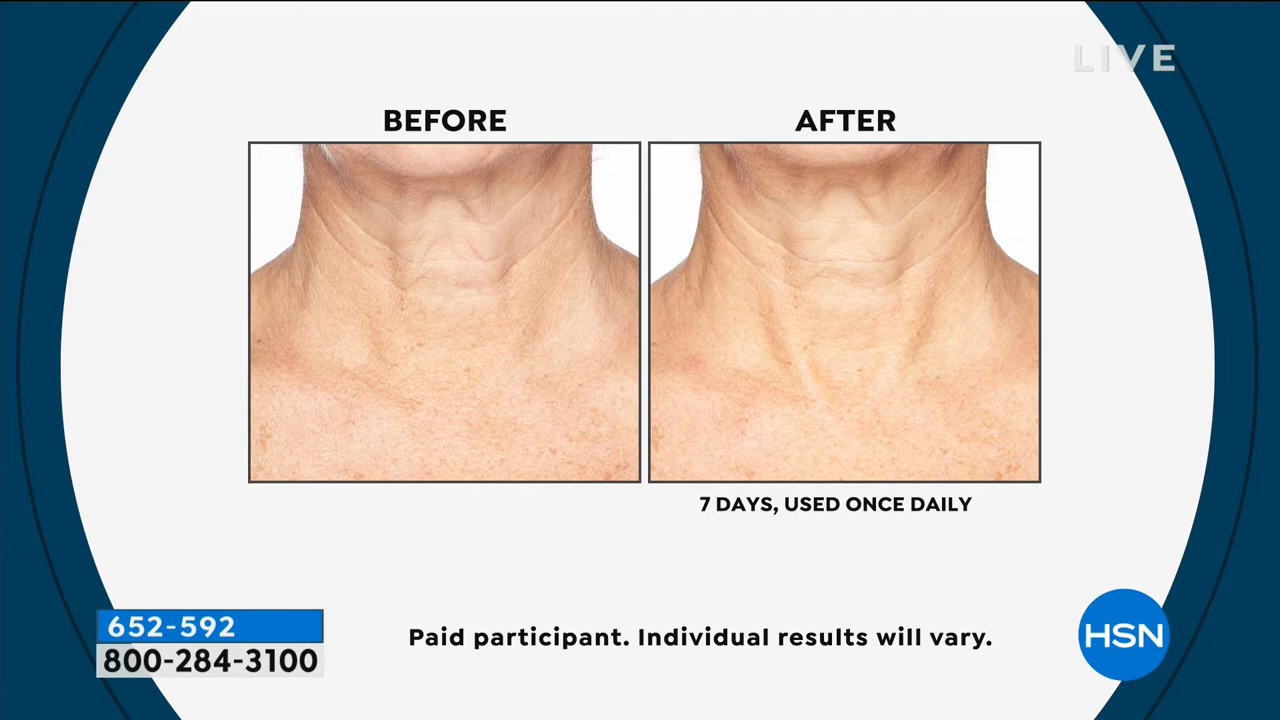 LIVE
BEFORE
AFTER
7 DAYS, USED ONCE DAILY
652-592
800-284-3100
Paid participant. Individual results will vary.
HSN